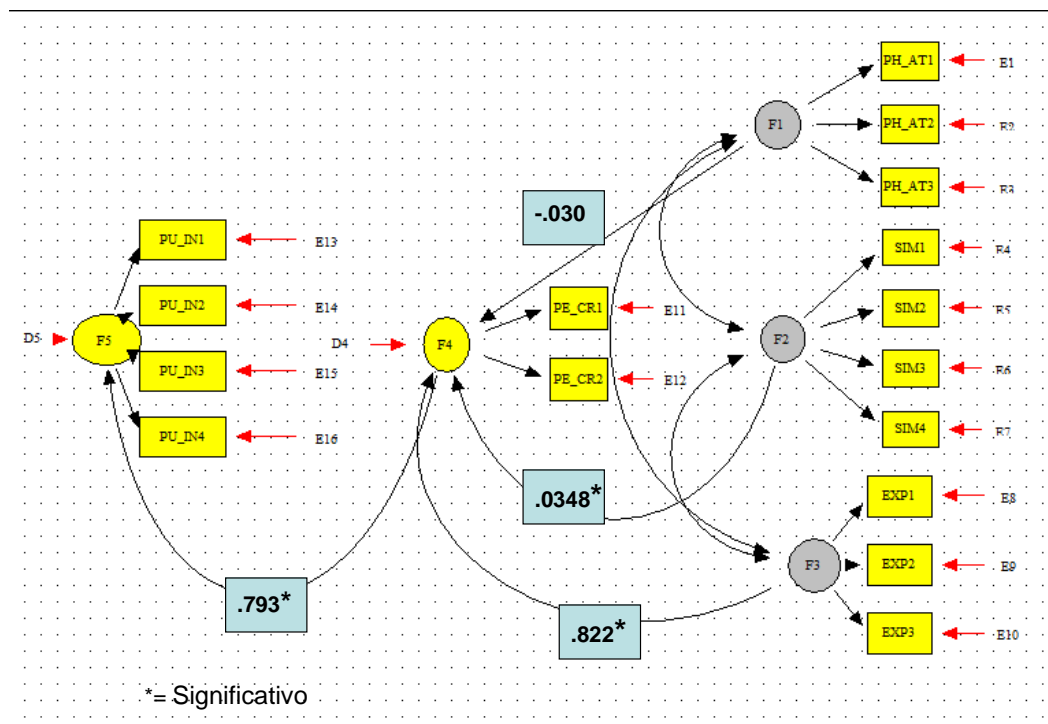 PH_AT1
E1
F1
PH_AT2
E2
PH_AT3
E3
-.030
PU_IN1
E13
SIM1
E4
PU_IN2
E14
PE_CR1
E11
SIM2
E5
D5
F5
D4
F4
F2
PU_IN3
E15
PE_CR2
E12
SIM3
E6
PU_IN4
E16
SIM4
E7
.0348*
EXP1
E8
F3
EXP2
E9
.793*
.822*
EXP3
E10
*= Significativo